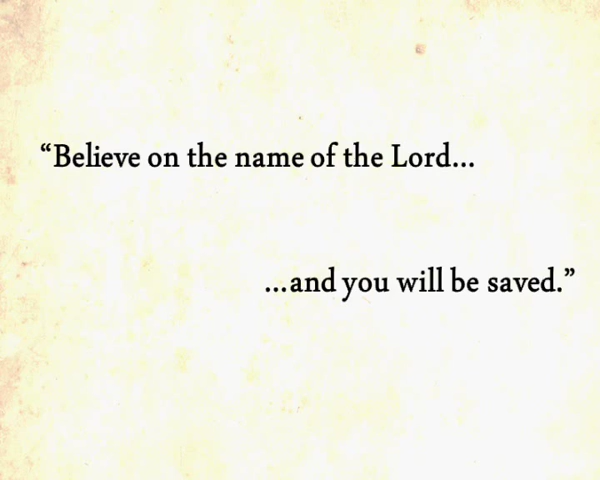 “Believe on the name of the Lord...
...and you will be saved.”